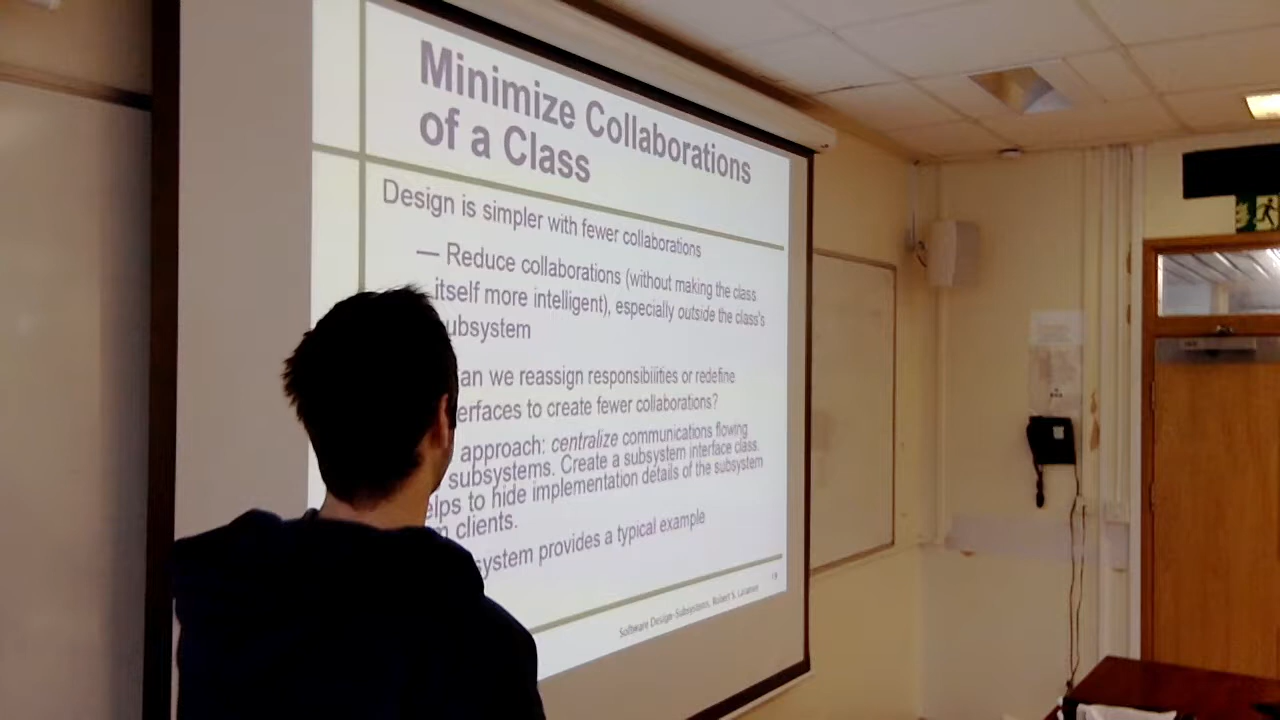 Minimize Collaborations
of a Class
Design is simpler with fewer collaborations
— Reduce collaborations (without making the class
itself more intelligent), especially outside the class's
ubsystem
an we reassign responsibilities or redefine
erfaces to create fewer collaborations?
approach: centralize communications flowing
subsystems. Create a subsystem interface class.
elps to hide implementation details of the subsystem
clients.
system provides a typical example
Software Design-Subsystems, Robert S.